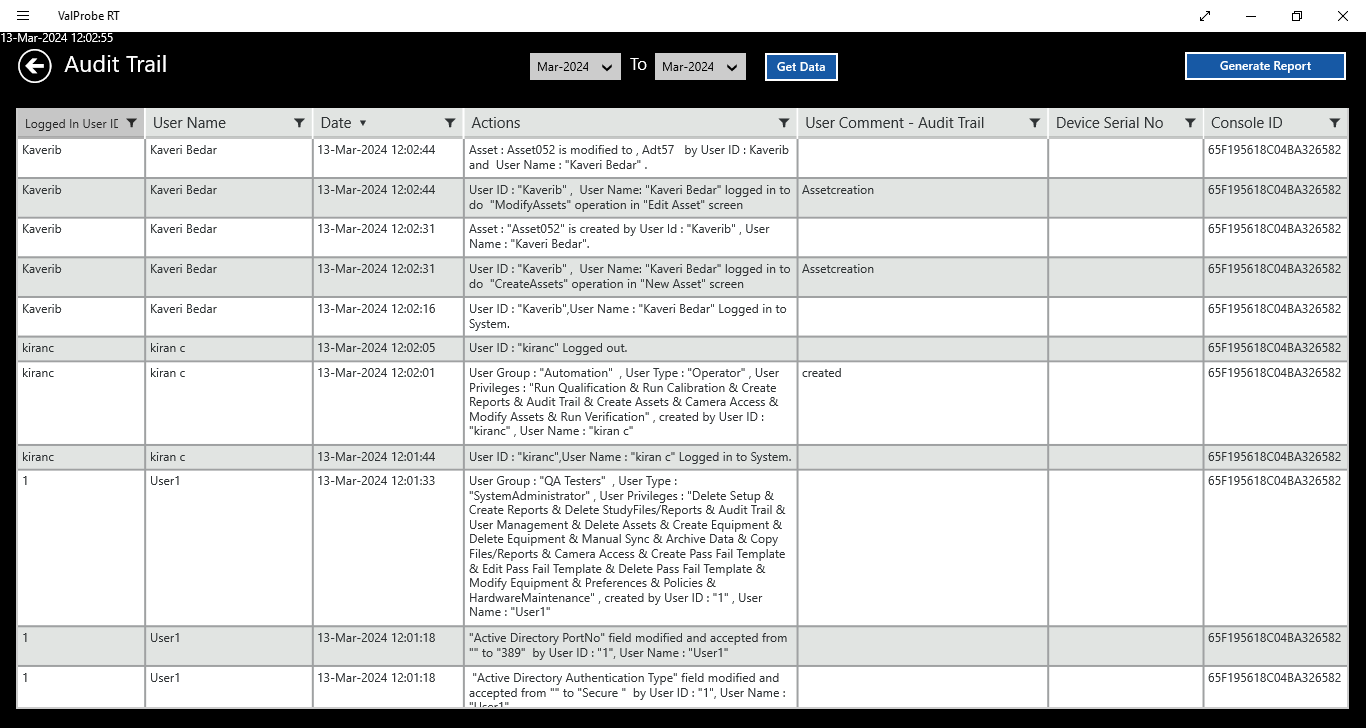 ValProbe RT
13-Mar-2024 12:02:55
Audit Trail
Mar-2024 To Mar-2024 Get Data Generate Report
Logged In User ID User Name Date Actions User Comment - Audit Trail Device Serial No Console ID
Kaverib Kaveri Bedar 13-Mar-2024 12:02:44 Asset : Asset052 is modified to , Adt57 by User ID : Kaverib 65F195618C04BA326582
and User Name : "Kaveri Bedar" .
Kaverib Kaveri Bedar 13-Mar-2024 12:02:44 User ID : "Kaverib" , User Name: "Kaveri Bedar" logged in to Assetcreation 65F195618C04BA326582
do "ModifyAssets" operation in "Edit Asset" screen
Kaverib Kaveri Bedar 13-Mar-2024 12:02:31 Asset : "Asset052" is created by User Id : "Kaverib" , User 65F195618C04BA326582
Name : "Kaveri Bedar".
Kaverib Kaveri Bedar 13-Mar-2024 12:02:31 User ID : "Kaverib" , User Name: "Kaveri Bedar" logged in to Assetcreation 65F195618C04BA326582
do "CreateAssets" operation in "New Asset" screen
Kaverib Kaveri Bedar 13-Mar-2024 12:02:16 User ID : "Kaverib",User Name : "Kaveri Bedar" Logged in to 65F195618C04BA326582
System.
kiranc kiran c 13-Mar-2024 12:02:05 User ID : "kiranc" Logged out. 65F195618C04BA326582
kiranc kiran c 13-Mar-2024 12:02:01 User Group : "Automation" , User Type : "Operator" , User created 65F195618C04BA326582
Privileges : "Run Qualification & Run Calibration & Create
Reports & Audit Trail & Create Assets & Camera Access &
Modify Assets & Run Verification" , created by User ID :
"kiranc" , User Name : "kiran c"
kiranc kiran c 13-Mar-2024 12:01:44 User ID : "kiranc",User Name : "kiran c" Logged in to System. 65F195618C04BA326582
1 User1 13-Mar-2024 12:01:33 User Group : "QA Testers" , User Type : 65F195618C04BA326582
"SystemAdministrator" , User Privileges : "Delete Setup &
Create Reports & Delete StudyFiles/Reports & Audit Trail &
User Management & Delete Assets & Create Equipment &
Delete Equipment & Manual Sync & Archive Data & Copy
Files/Reports & Camera Access & Create Pass Fail Template
& Edit Pass Fail Template & Delete Pass Fail Template &
Modify Equipment & Preferences & Policies &
HardwareMaintenance" , created by User ID : "1" , User
Name : "User1"
1 User1 13-Mar-2024 12:01:18 "Active Directory PortNo" field modified and accepted from 65F195618C04BA326582
"" to "389" by User ID : "1", User Name : "User1"
1 User1 13-Mar-2024 12:01:18 "Active Directory Authentication Type" field modified and 65F195618C04BA326582
accepted from "" to "Secure " by User ID : "1", User Name :
"User1"